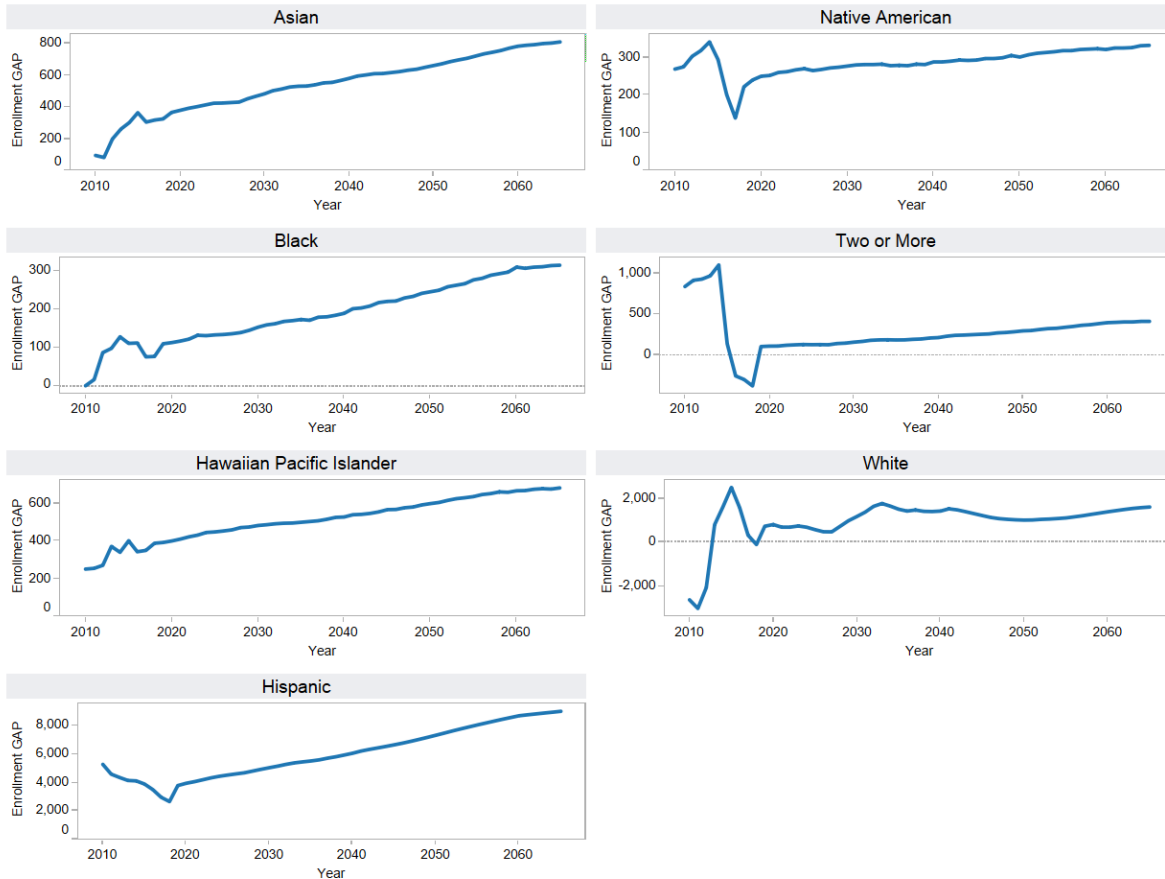 Asian
Enrollment GAP
800
600
400
200
0
2010 2020 2030 2040 2050 2060
Year
Native American
Enrollment GAP
300
200
100
0
2010 2020 2030 2040 2050 2060
Year
Black
Enrollment GAP
300
200
100
0
2010 2020 2030 2040 2050 2060
Year
Two or More
Enrollment GAP
1,000
500
0
2010 2020 2030 2040 2050 2060
Year
Hawaiian Pacific Islander
Enrollment GAP
600
400
200
0
2010 2020 2030 2040 2050 2060
Year
White
Enrollment GAP
2,000
0
-2,000
2010 2020 2030 2040 2050 2060
Year
Hispanic
Enrollment GAP
8,000
6,000
4,000
2,000
0
2010 2020 2030 2040 2050 2060
Year